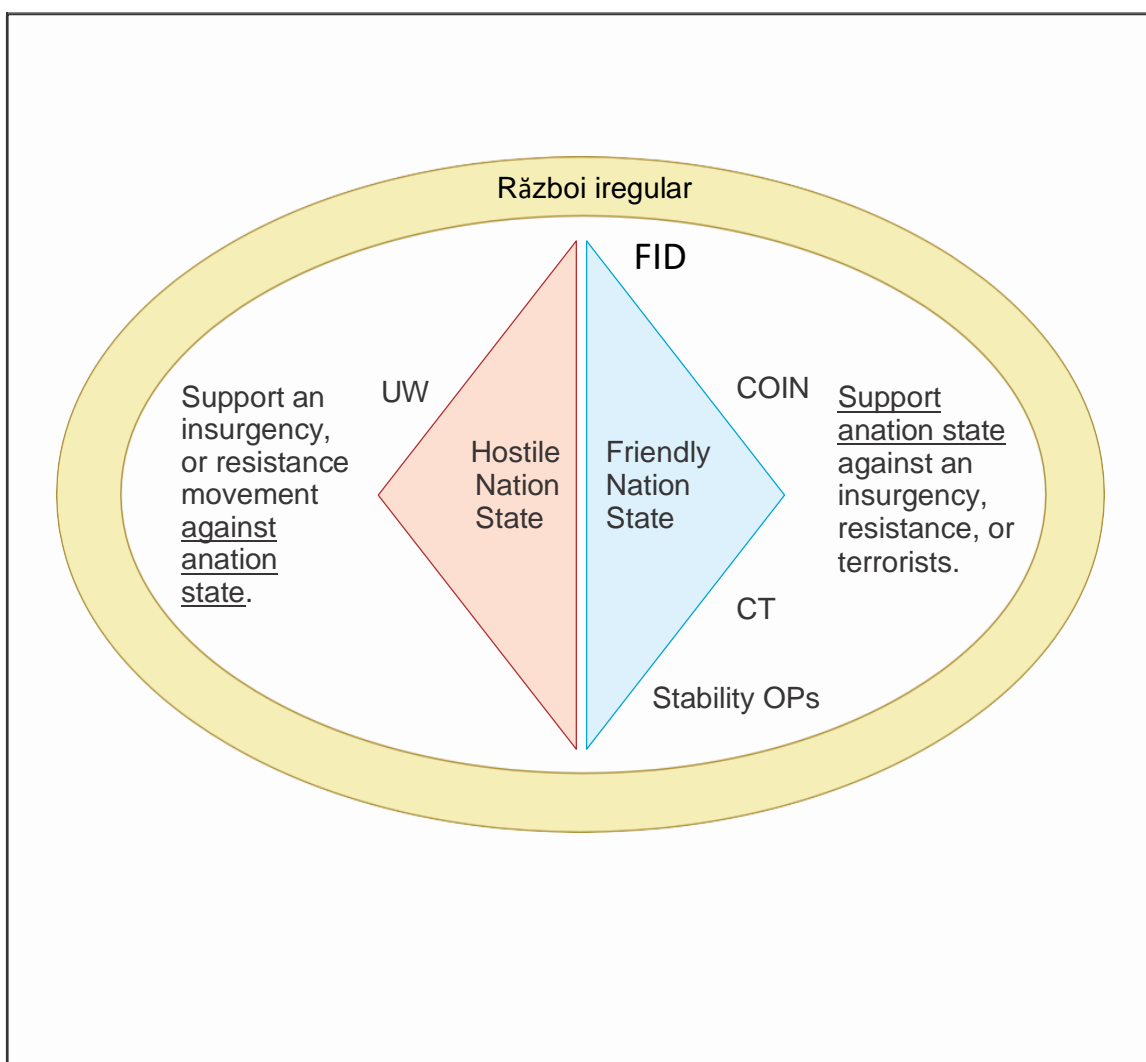 Război iregular
FID
UW
Support an
insurgency,
or resistance
movement
against
anation
state.
Hostile
Nation
State
Friendly
Nation
State
COIN
Support
anation state
against an
insurgency,
resistance, or
terrorists.
CT
Stability OPs